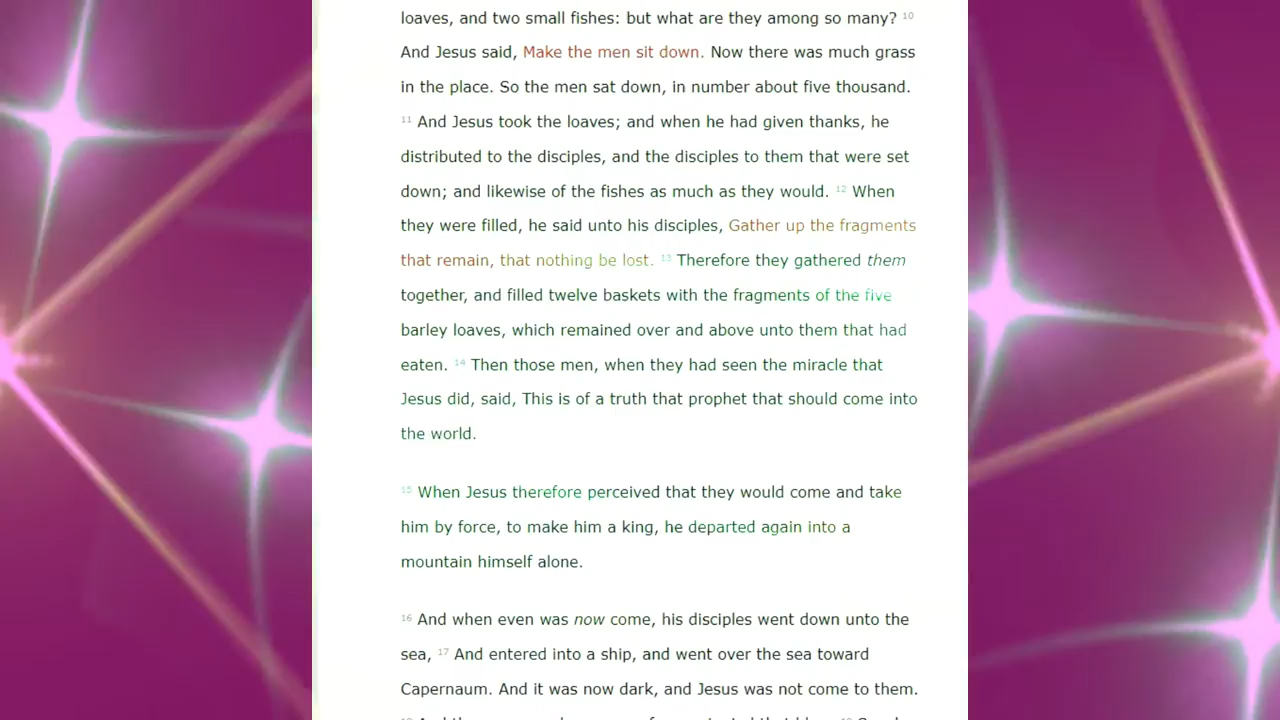 loaves, and two small fishes: but what are they among so many? 10
And Jesus said, Make the men sit down. Now there was much grass
in the place. So the men sat down, in number about five thousand.
11 And Jesus took the loaves; and when he had given thanks, he
distributed to the disciples, and the disciples to them that were set
down; and likewise of the fishes as much as they would. 12 When
they were filled, he said unto his disciples, Gather up the fragments
that remain, that nothing be lost. 13 Therefore they gathered them
together, and filled twelve baskets with the fragments of the five
barley loaves, which remained over and above unto them that had
eaten. 14 Then those men, when they had seen the miracle that
Jesus did, said, This is of a truth that prophet that should come into
the world.
15 When Jesus therefore perceived that they would come and take
him by force, to make him a king, he departed again into a
mountain himself alone.
16 And when even was now come, his disciples went down unto the
sea, 17 And entered into a ship, and went over the sea toward
Capernaum. And it was now dark, and Jesus was not come to them.